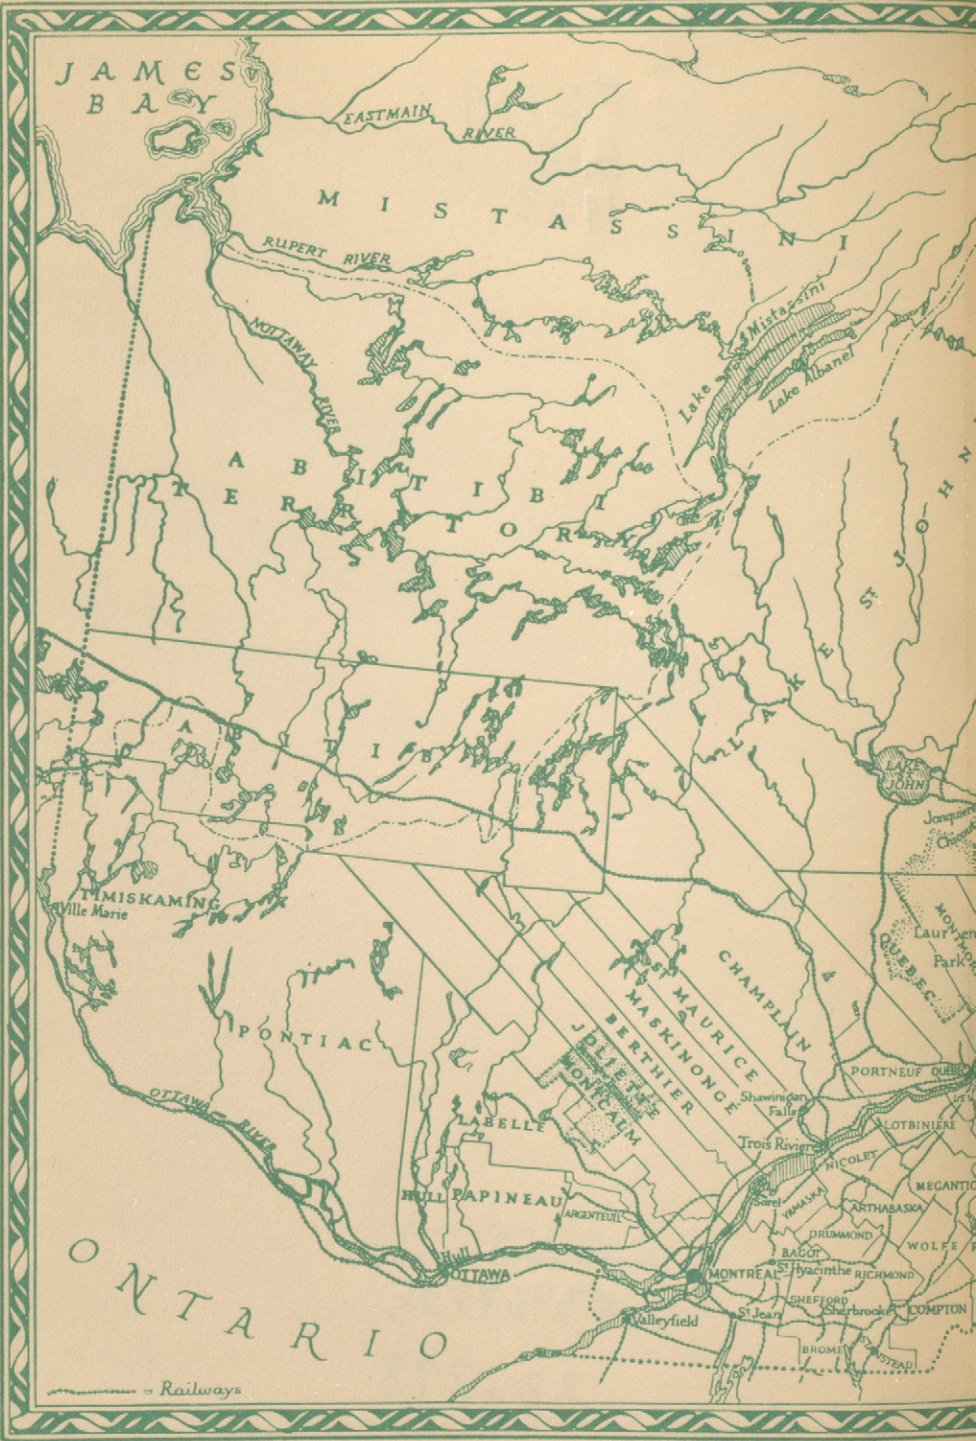 JAMES
BAY
EASTMAIN
RIVER
MISTASSINI
RUPERT RIVER
NOTTAWAY
RIVER
Lake Mistassini
Lake Albanel
ABITIBI
TERRITORY
LAKE ST JOHN
LAKE
ST
JOHN
Jonquiere
ABITIBI
TIMISKAMING
Ville Marie
Laur
Park
QUEBEC
CHAMPLAIN
ST MAURICE
MASKINONGE
BERTHIER
JOLIETTE
MONTCALM
PONTIAC
PORTNEUF
OTTAWA
RIVER
Shawinigan
Falls
LABELLE
LOTBINIERE
Trois Rivieres
NICOLET
HULL
PAPINEAU
ARGENTEUIL
Sorel
YAMASKA
ARTHABASKA
MEGANTIC
DRUMMOND
WOLFE
BAGOT
Hull
OTTAWA
MONTREAL
St Hyacinthe
RICHMOND
SHEFFORD
St Jean
Sherbrooke
COMPTON
Valleyfield
BROME
STANSTEAD
ONTARIO
= Railways